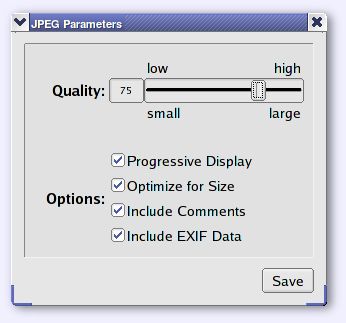 JPEG Parameters
low high
Quality: 75
small large
Progressive Display
Optimize for Size
Options:
Include Comments
Include EXIF Data
Save